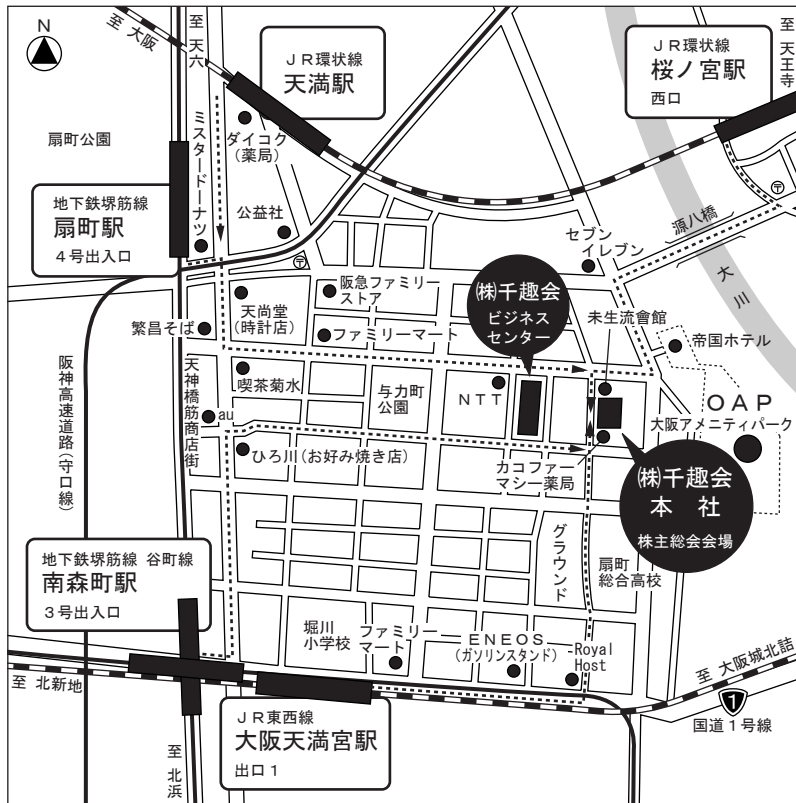 N
至 大阪
至 天六
ＪＲ環状線
天満駅
ＪＲ環状線
桜ノ宮駅
西口
至 天王寺
扇町公園
ミスタードーナツ
ダイコク
（薬局）
公益社
地下鉄堺筋線
扇町駅
４号出入口
源八橋
大川
セブン
イレブン
阪急ファミリー
ストア
天尚堂
（時計店）
ファミリーマート
繁昌そば
㈱千趣会
ビジネス
センター
未生流會館
帝国ホテル
阪神高速道路（守口線）
天神橋筋商店街
喫茶菊水
与力町
公園
ＮＴＴ
au
ひろ川（お好み焼き店）
カコファー
マシー薬局
ＯＡＰ
大阪アメニティパーク
㈱千趣会
本 社
株主総会会場
グラウンド
扇町
総合高校
地下鉄堺筋線 谷町線
南森町駅
３号出入口
堀川
小学校
ファミリー
マート
ＥＮＥＯＳ
（ガソリンスタンド）
Royal
Host
至 大阪城北詰
1
国道１号線
至 北新地
ＪＲ東西線
大阪天満宮駅
出口１
至 北浜